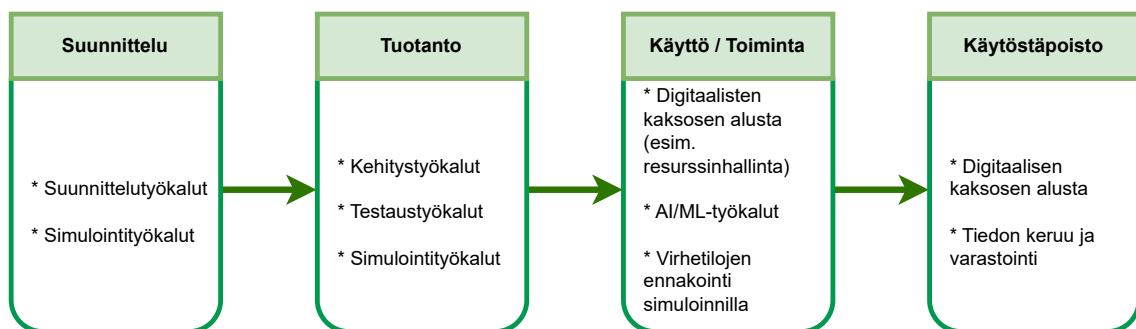 Suunnittelu
* Suunnittelutyökalut
* Simulointityökalut
Tuotanto
* Kehitystyökalut
* Testaustyökalut
* Simulointityökalut
Käyttö / Toiminta
* Digitaalisten
kaksosen alusta
(esim.
resurssinhallinta)
* AI/ML-työkalut
* Virhetilojen
ennakointi
simuloinnilla
Käytöstäpoisto
* Digitaalisen
kaksosen alusta
* Tiedon keruu ja
varastointi